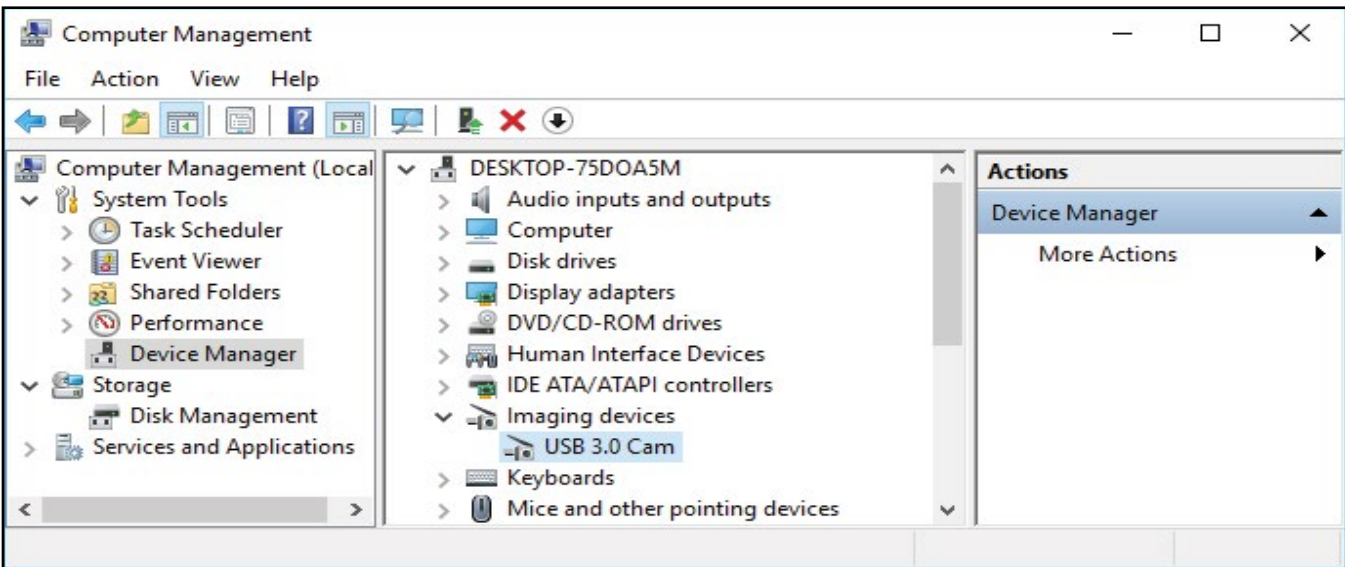 Computer Management
File Action View Help
Computer Management (Local
System Tools
Task Scheduler
Event Viewer
Shared Folders
Performance
Device Manager
Storage
Disk Management
Services and Applications
DESKTOP-75DOA5M
Audio inputs and outputs
Computer
Disk drives
Display adapters
DVD/CD-ROM drives
Human Interface Devices
IDE ATA/ATAPI controllers
Imaging devices
USB 3.0 Cam
Keyboards
Mice and other pointing devices
Actions
Device Manager
More Actions